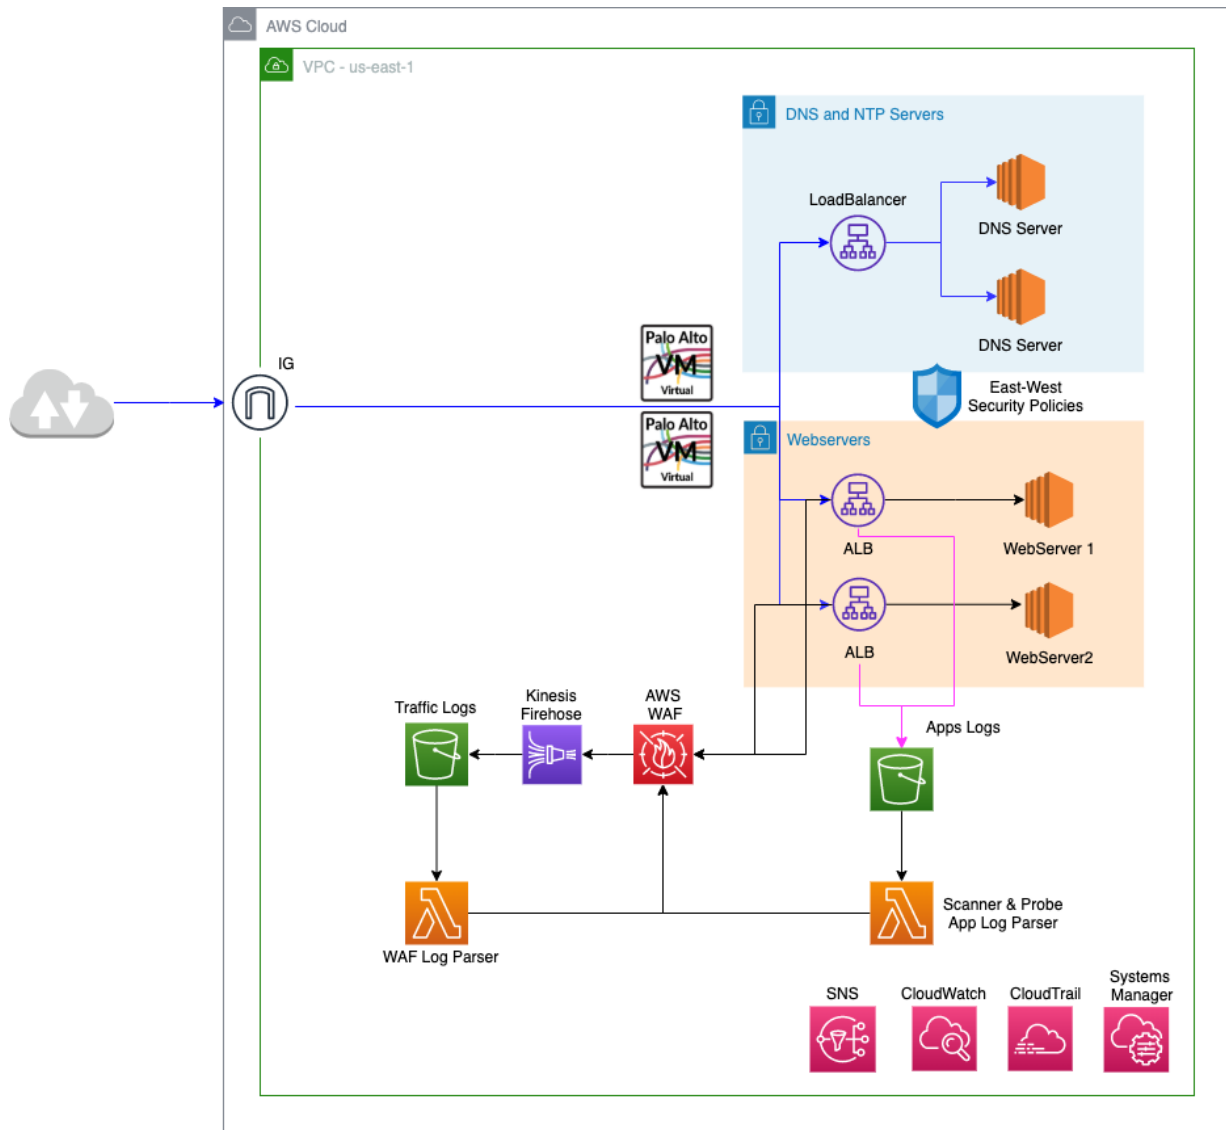 AWS Cloud
VPC - us-east-1
DNS and NTP Servers
LoadBalancer
DNS Server
DNS Server
IG
Palo Alto
VM
Virtual
Palo Alto
VM
Virtual
East-West
Security Policies
Webservers
ALB
WebServer 1
ALB
WebServer2
Traffic Logs
Kinesis
Firehose
AWS
WAF
Apps Logs
WAF Log Parser
Scanner & Probe
App Log Parser
SNS
CloudWatch
CloudTrail
Systems
Manager